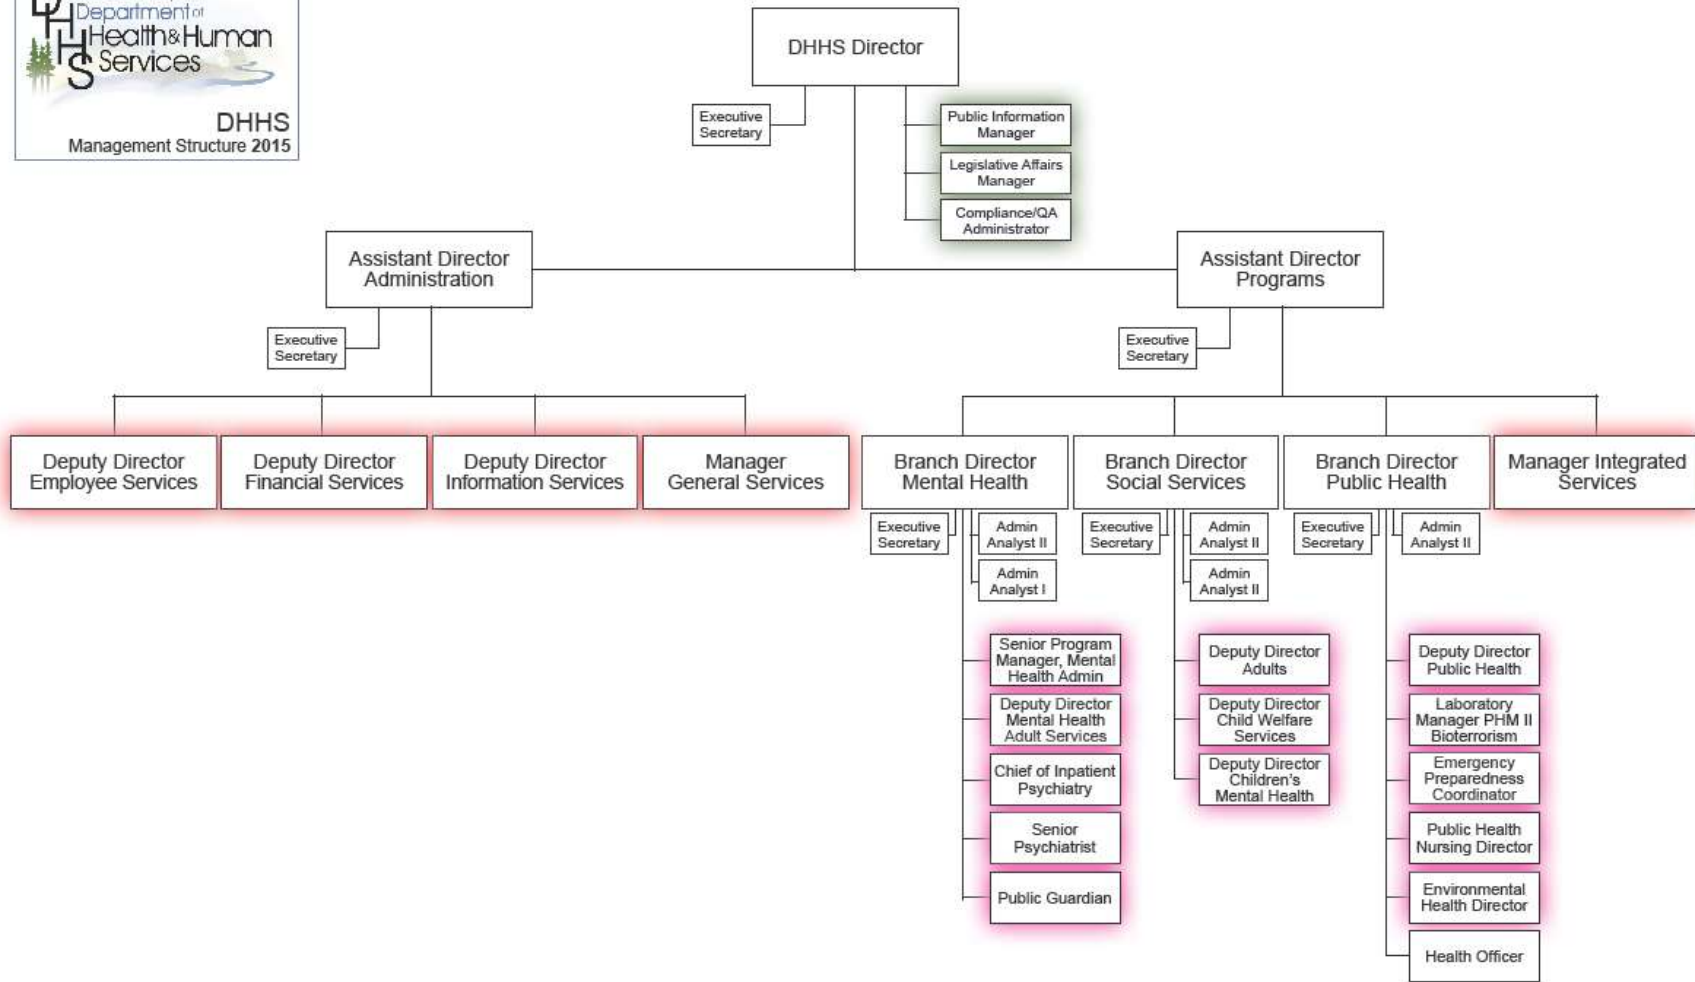 Department of
Health & Human
Services
DHHS
Management Structure 2015
DHHS Director
Executive
Secretary
Public Information
Manager
Legislative Affairs
Manager
Compliance/QA
Administrator
Assistant Director
Administration
Assistant Director
Programs
Executive
Secretary
Executive
Secretary
Deputy Director
Employee Services
Deputy Director
Financial Services
Deputy Director
Information Services
Manager
General Services
Branch Director
Mental Health
Branch Director
Social Services
Branch Director
Public Health
Manager Integrated
Services
Executive
Secretary
Admin
Analyst II
Admin
Analyst I
Executive
Secretary
Admin
Analyst II
Admin
Analyst II
Executive
Secretary
Admin
Analyst II
Senior Program
Manager, Mental
Health Admin
Deputy Director
Mental Health
Adult Services
Chief of Inpatient
Psychiatry
Senior
Psychiatrist
Public Guardian
Deputy Director
Adults
Deputy Director
Child Welfare
Services
Deputy Director
Children's
Mental Health
Deputy Director
Public Health
Laboratory
Manager PHM II
Bioterrorism
Emergency
Preparedness
Coordinator
Public Health
Nursing Director
Environmental
Health Director
Health Officer